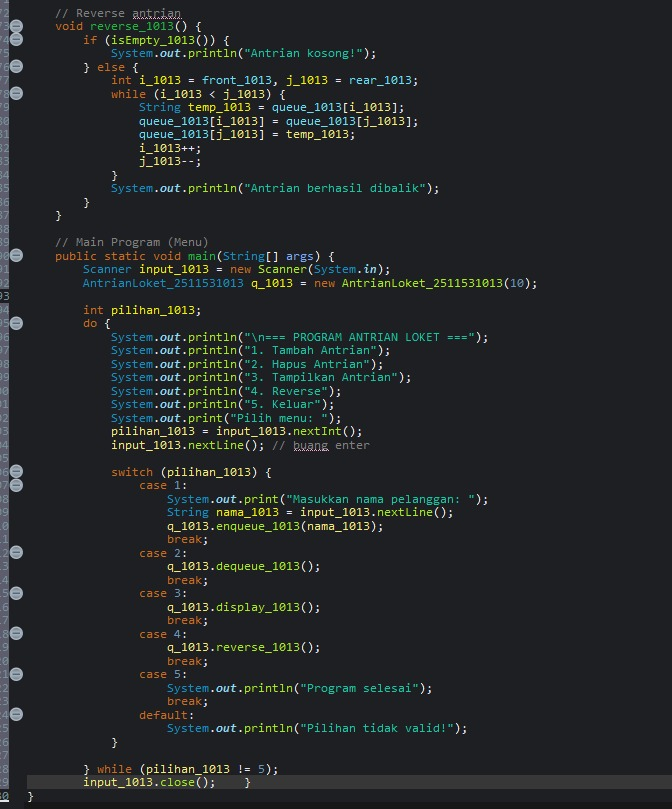 // Reverse antrian
void reverse_1013() {
if (isEmpty_1013()) {
System.out.println("Antrian kosong!");
} else {
int i_1013 = front_1013, j_1013 = rear_1013;
while (i_1013 < j_1013) {
String temp_1013 = queue_1013[i_1013];
queue_1013[i_1013] = queue_1013[j_1013];
queue_1013[j_1013] = temp_1013;
i_1013++;
j_1013--;
}
System.out.println("Antrian berhasil dibalik");
}
}
// Main Program (Menu)
public static void main(String[] args) {
Scanner input_1013 = new Scanner(System.in);
AntrianLoket_2511531013 q_1013 = new AntrianLoket_2511531013(10);
int pilihan_1013;
do {
System.out.println("\n=== PROGRAM ANTRIAN LOKET ===");
System.out.println("1. Tambah Antrian");
System.out.println("2. Hapus Antrian");
System.out.println("3. Tampilkan Antrian");
System.out.println("4. Reverse");
System.out.println("5. Keluar");
System.out.print("Pilih menu: ");
pilihan_1013 = input_1013.nextInt();
input_1013.nextLine(); // buang enter
switch (pilihan_1013) {
case 1:
System.out.print("Masukkan nama pelanggan: ");
String nama_1013 = input_1013.nextLine();
q_1013.enqueue_1013(nama_1013);
break;
case 2:
q_1013.dequeue_1013();
break;
case 3:
q_1013.display_1013();
break;
case 4:
q_1013.reverse_1013();
break;
case 5:
System.out.println("Program selesai");
break;
default:
System.out.println("Pilihan tidak valid!");
}
} while (pilihan_1013 != 5);
input_1013.close();    }
}